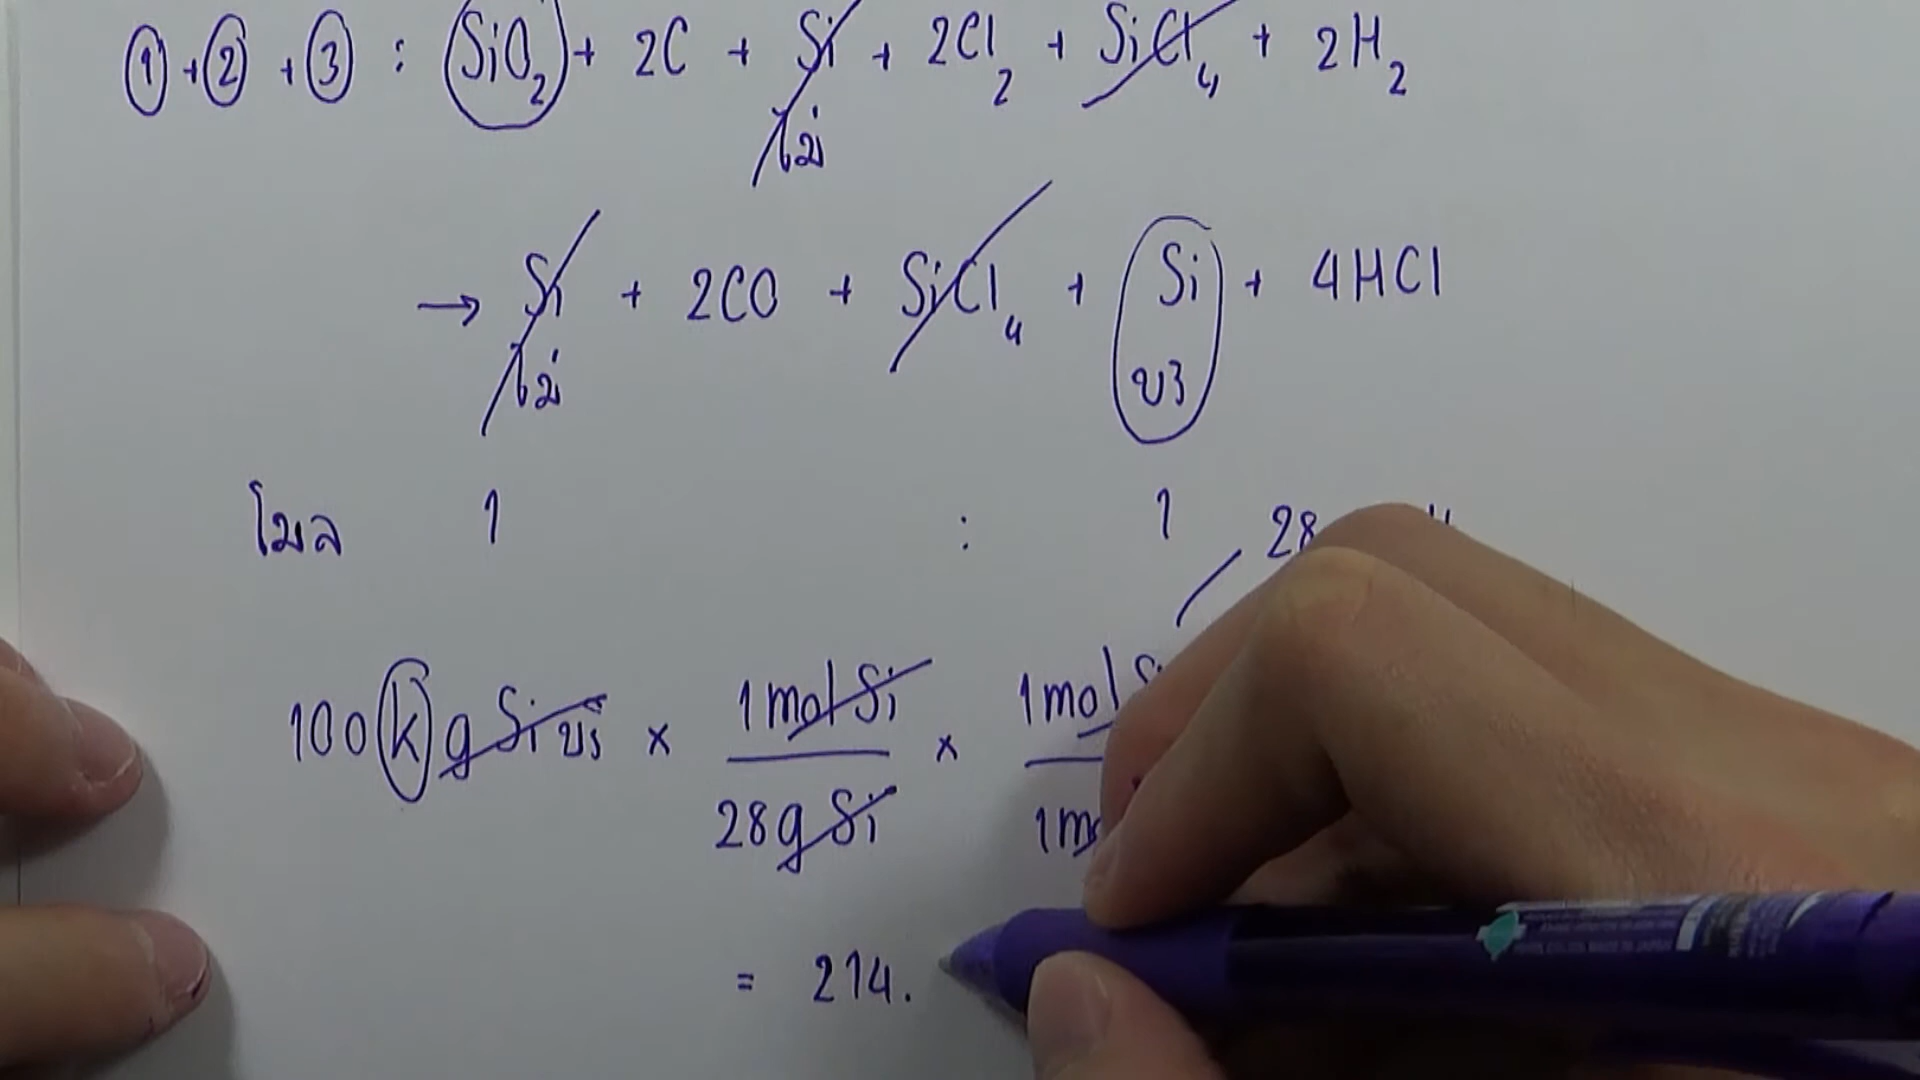 ① + ② + ③ : SiO₂ + 2C + Si + 2Cl₂ + SiCl₄ + 2H₂
ไม่
→ Si + 2CO + SiCl₄ + Si + 4HCl
ไม่ บร
โมล 1 : 1 28
100 kg Si บริ × 1 mol Si × 1 mol
28 g Si
= 214.